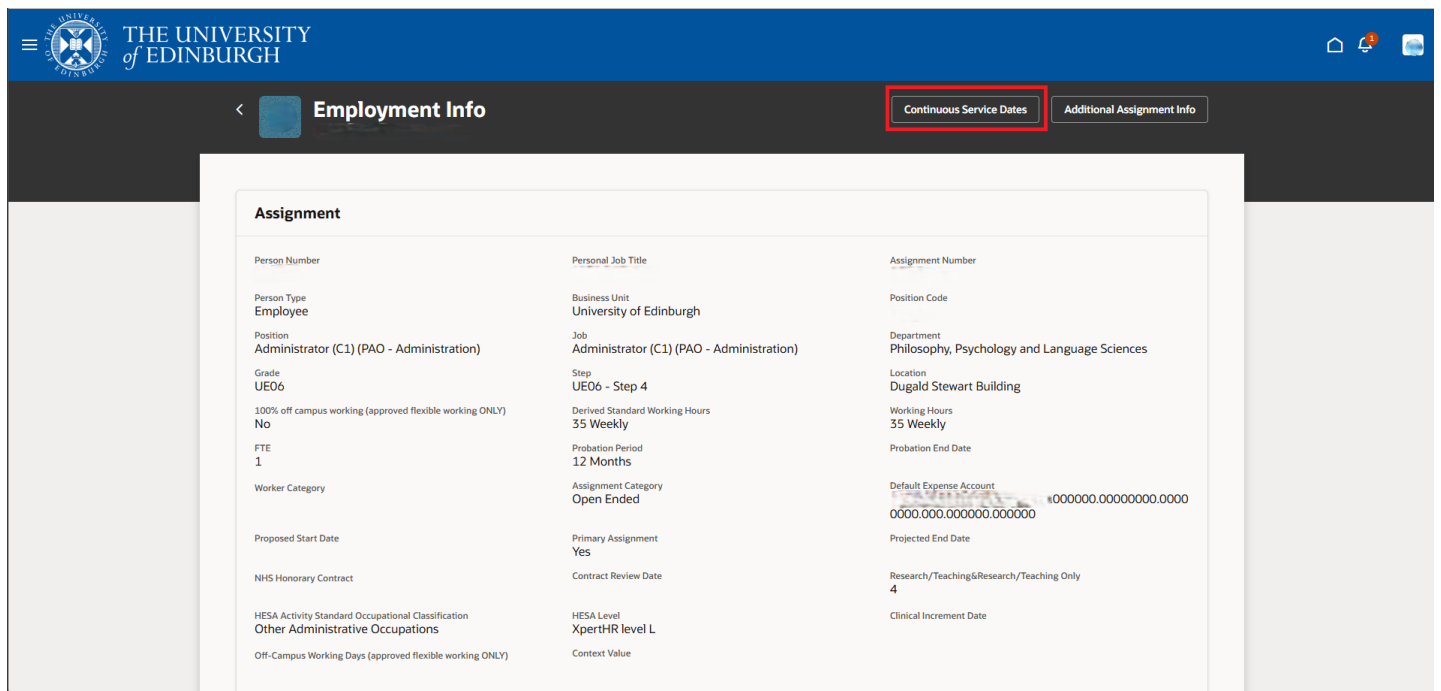 THE UNIVERSITY
of EDINBURGH
1
Employment Info
Continuous Service Dates
Additional Assignment Info
Assignment
Person Number
Personal Job Title
Assignment Number
Person Type
Business Unit
Position Code
Employee
University of Edinburgh
Position
Job
Department
Administrator (C1) (PAO - Administration)
Administrator (C1) (PAO - Administration)
Philosophy, Psychology and Language Sciences
Grade
Step
Location
UE06
UE06 - Step 4
Dugald Stewart Building
100% off campus working (approved flexible working ONLY)
Derived Standard Working Hours
Working Hours
No
35 Weekly
35 Weekly
FTE
Probation Period
Probation End Date
1
12 Months
Worker Category
Assignment Category
Default Expense Account
Open Ended
000000.00000000.0000
0000.000.000000.000000
Proposed Start Date
Primary Assignment
Projected End Date
Yes
NHS Honorary Contract
Contract Review Date
Research/Teaching&Research/Teaching Only
4
HESA Activity Standard Occupational Classification
HESA Level
Clinical Increment Date
Other Administrative Occupations
XpertHR level L
Off-Campus Working Days (approved flexible working ONLY)
Context Value